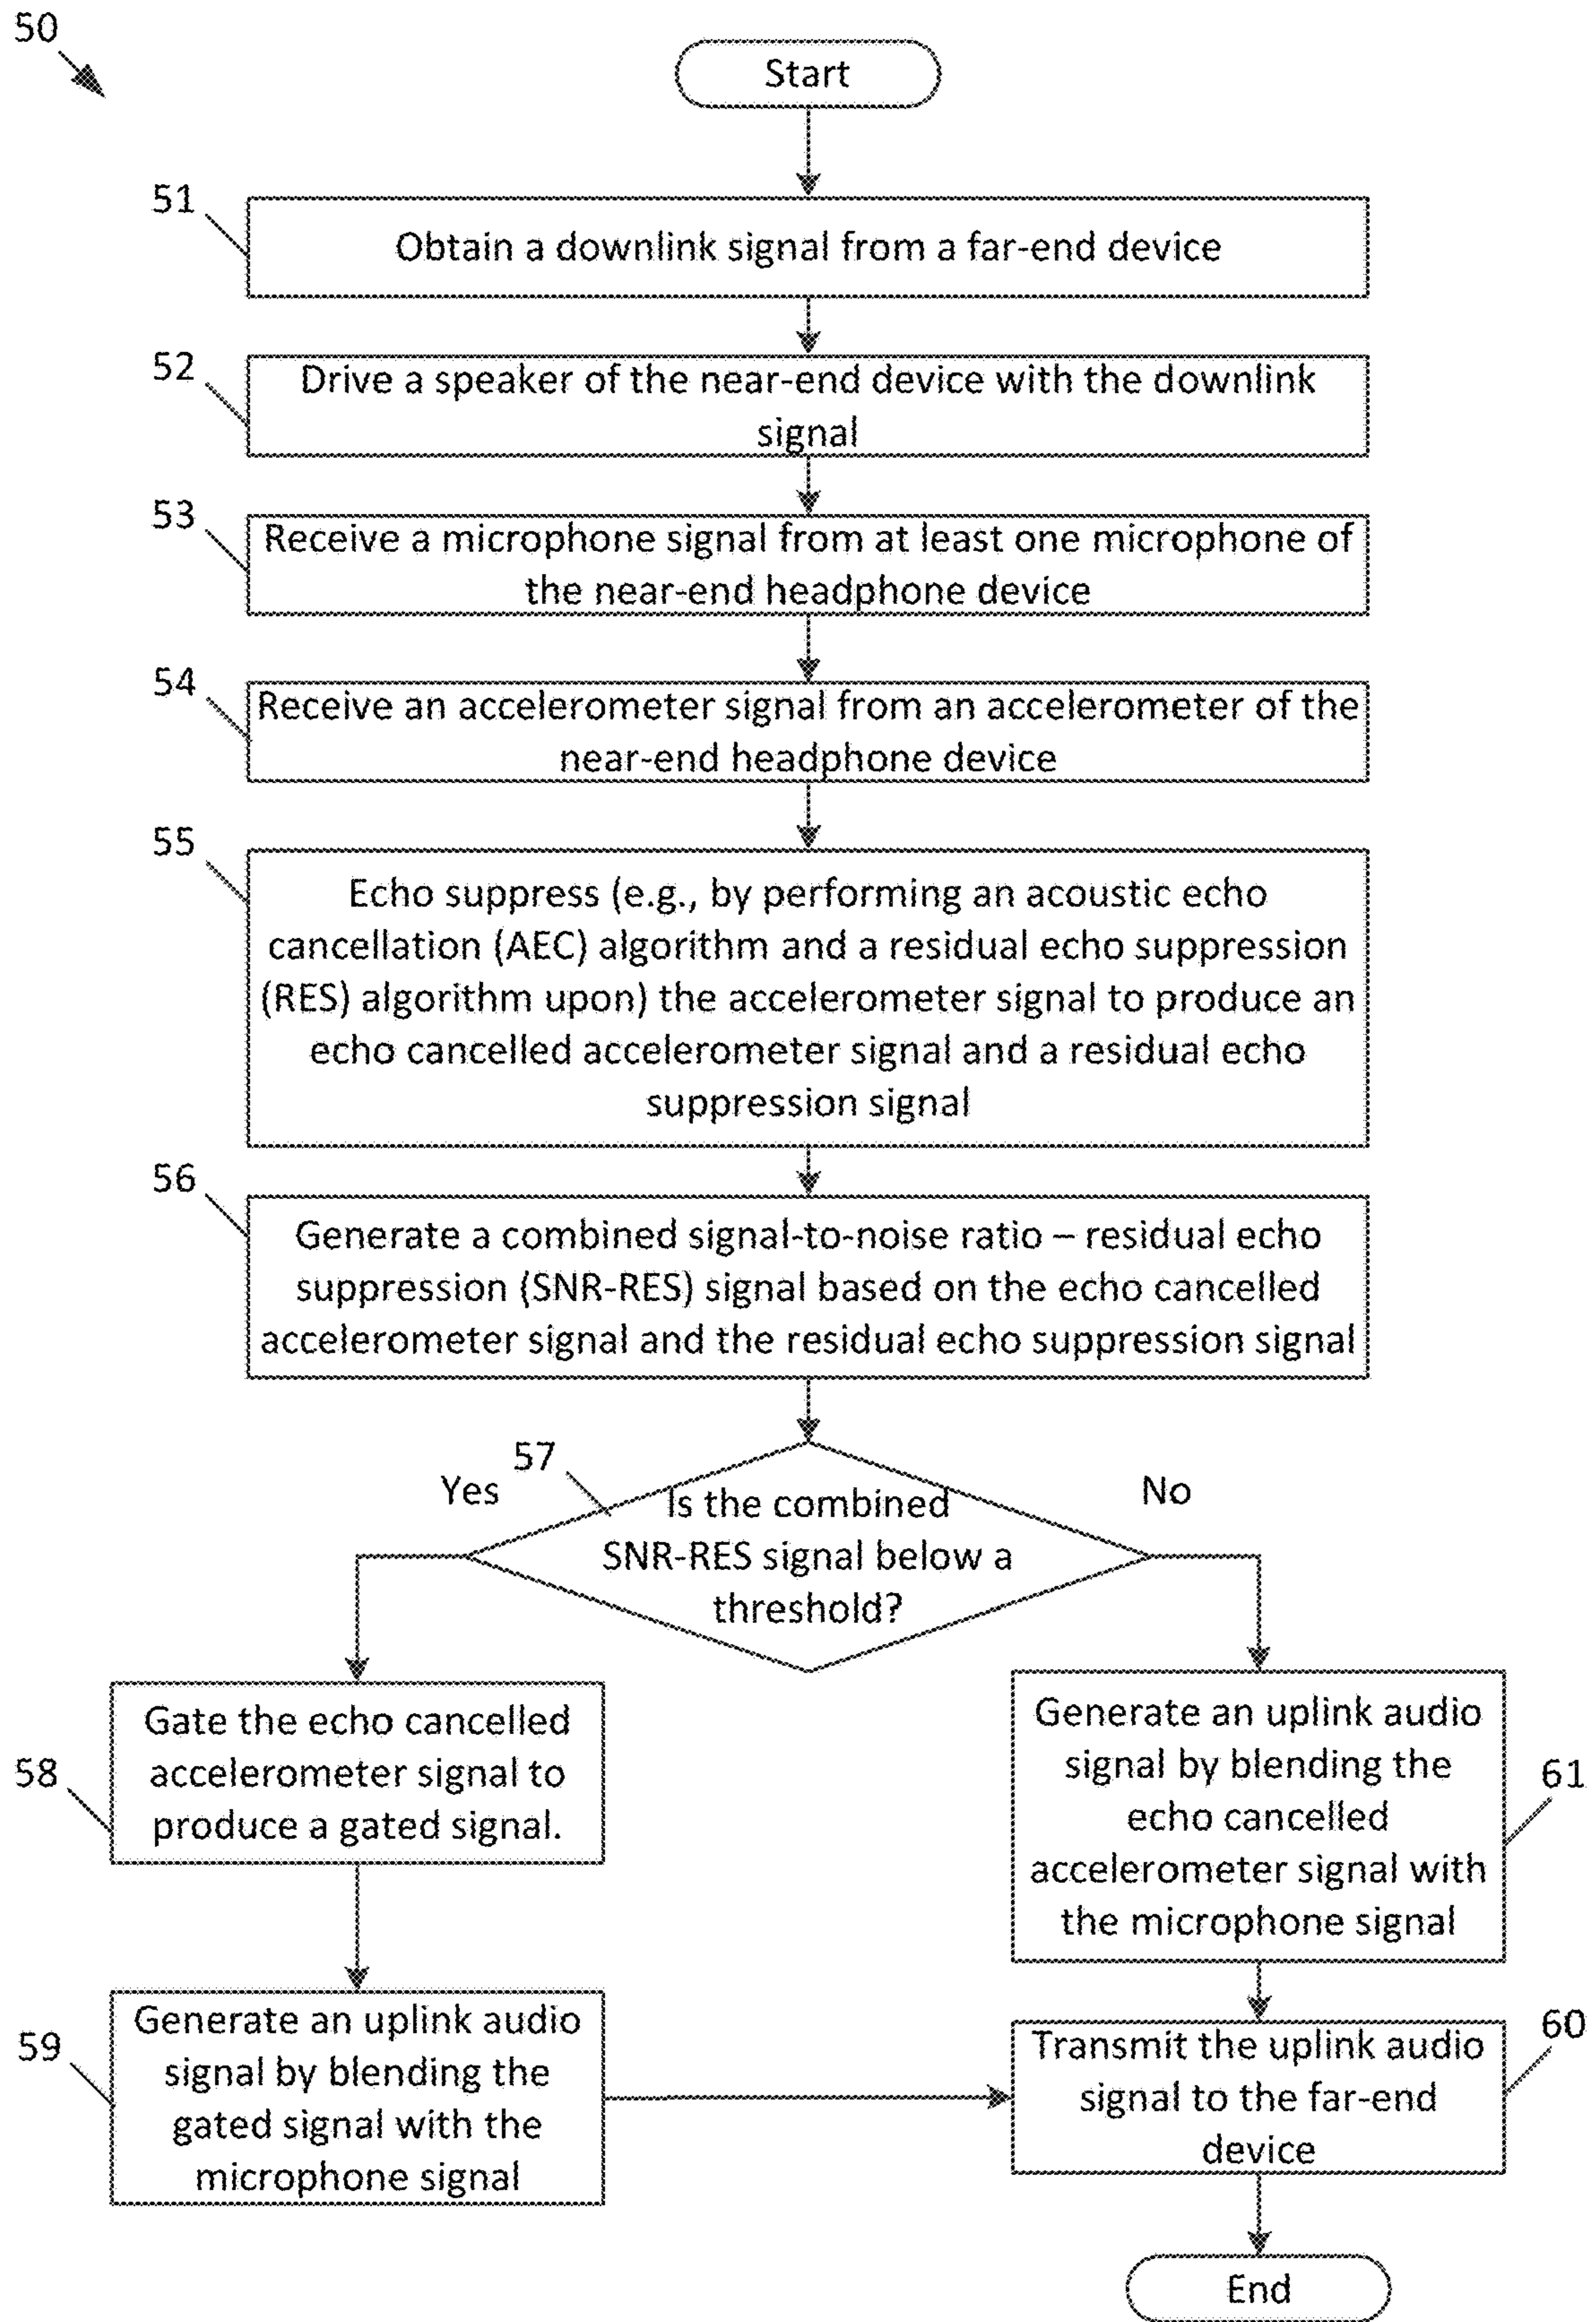 50
Start
51
Obtain a downlink signal from a far-end device
52
Drive a speaker of the near-end device with the downlink
signal
53
Receive a microphone signal from at least one microphone of
the near-end headphone device
54
Receive an accelerometer signal from an accelerometer of the
near-end headphone device
55
Echo suppress (e.g., by performing an acoustic echo
cancellation (AEC) algorithm and a residual echo suppression
(RES) algorithm upon) the accelerometer signal to produce an
echo cancelled accelerometer signal and a residual echo
suppression signal
56
Generate a combined signal-to-noise ratio – residual echo
suppression (SNR-RES) signal based on the echo cancelled
accelerometer signal and the residual echo suppression signal
57
Yes
No
Is the combined
SNR-RES signal below a
threshold?
58
Gate the echo cancelled
accelerometer signal to
produce a gated signal.
61
Generate an uplink audio
signal by blending the
echo cancelled
accelerometer signal with
the microphone signal
59
Generate an uplink audio
signal by blending the
gated signal with the
microphone signal
60
Transmit the uplink audio
signal to the far-end
device
End